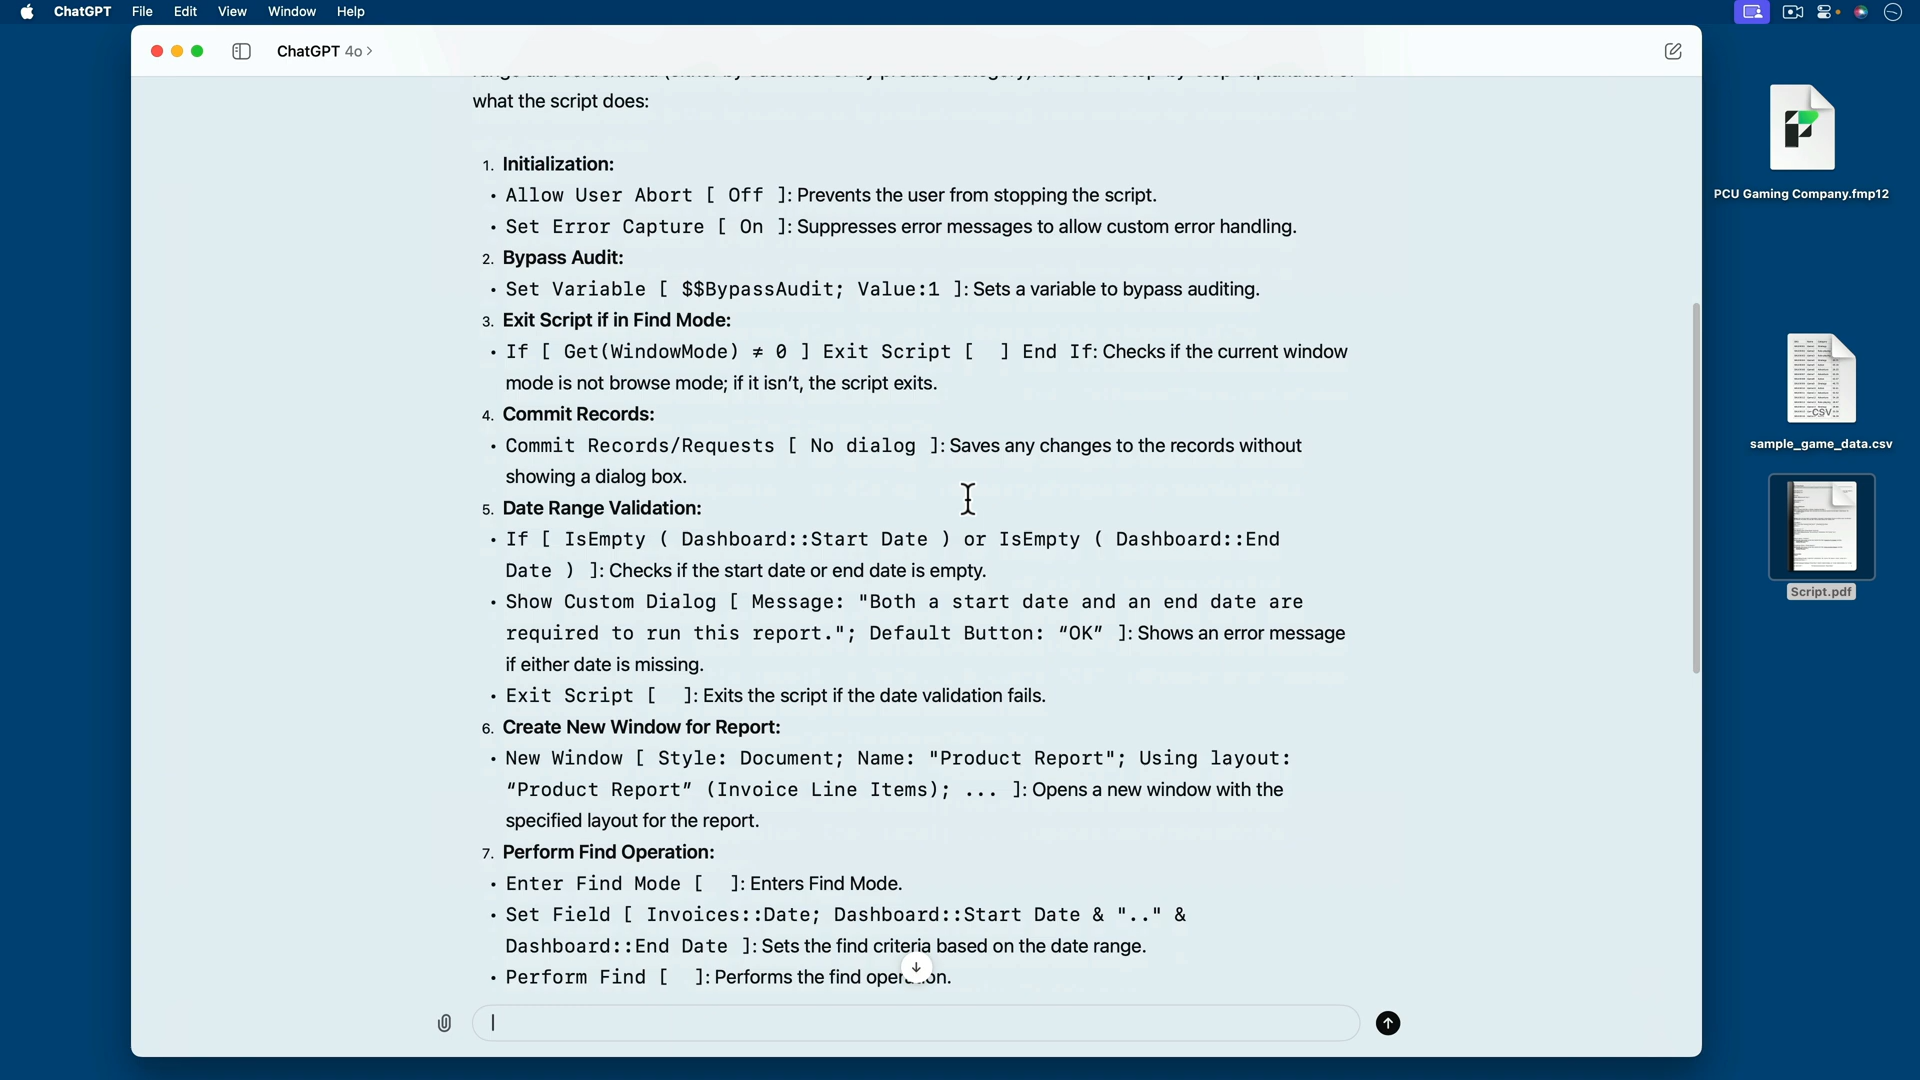 ChatGPT File Edit View Window Help
ChatGPT 4o >
what the script does:
1. Initialization:
• Allow User Abort [ Off ]: Prevents the user from stopping the script.
• Set Error Capture [ On ]: Suppresses error messages to allow custom error handling.
2. Bypass Audit:
• Set Variable [ $$BypassAudit; Value:1 ]: Sets a variable to bypass auditing.
3. Exit Script if in Find Mode:
• If [ Get(WindowMode) ≠ 0 ] Exit Script [  ] End If: Checks if the current window
mode is not browse mode; if it isn't, the script exits.
4. Commit Records:
• Commit Records/Requests [ No dialog ]: Saves any changes to the records without
showing a dialog box.
5. Date Range Validation:
• If [ IsEmpty ( Dashboard::Start Date ) or IsEmpty ( Dashboard::End
Date ) ]: Checks if the start date or end date is empty.
• Show Custom Dialog [ Message: "Both a start date and an end date are
required to run this report."; Default Button: “OK” ]: Shows an error message
if either date is missing.
• Exit Script [  ]: Exits the script if the date validation fails.
6. Create New Window for Report:
• New Window [ Style: Document; Name: "Product Report"; Using layout:
“Product Report” (Invoice Line Items); ... ]: Opens a new window with the
specified layout for the report.
7. Perform Find Operation:
• Enter Find Mode [  ]: Enters Find Mode.
• Set Field [ Invoices::Date; Dashboard::Start Date & ".." &
Dashboard::End Date ]: Sets the find criteria based on the date range.
• Perform Find [  ]: Performs the find operation.
PCU Gaming Company.fmp12
CSV
sample_game_data.csv
Script.pdf